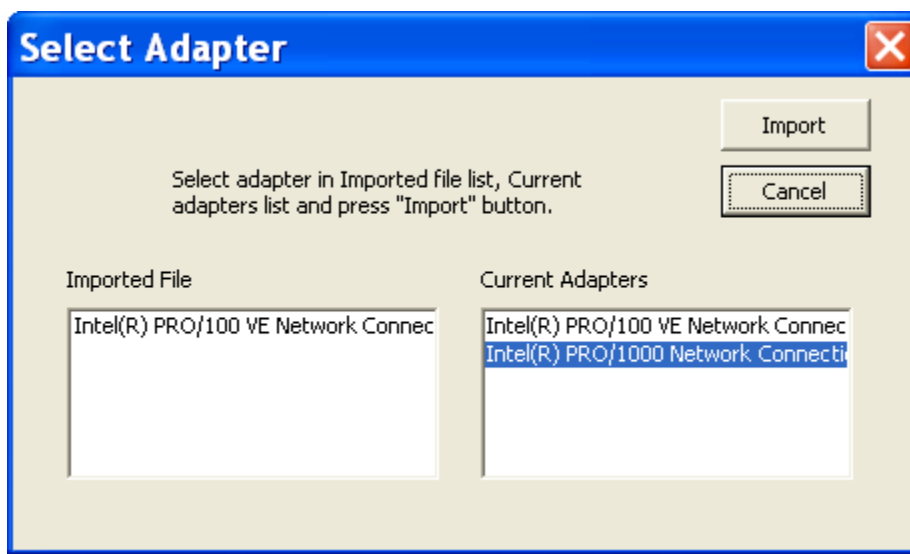 Select Adapter
Import
Select adapter in Imported file list, Current
adapters list and press "Import" button.
Cancel
Imported File
Current Adapters
Intel(R) PRO/100 VE Network Connec
Intel(R) PRO/100 VE Network Connec
Intel(R) PRO/1000 Network Connecti